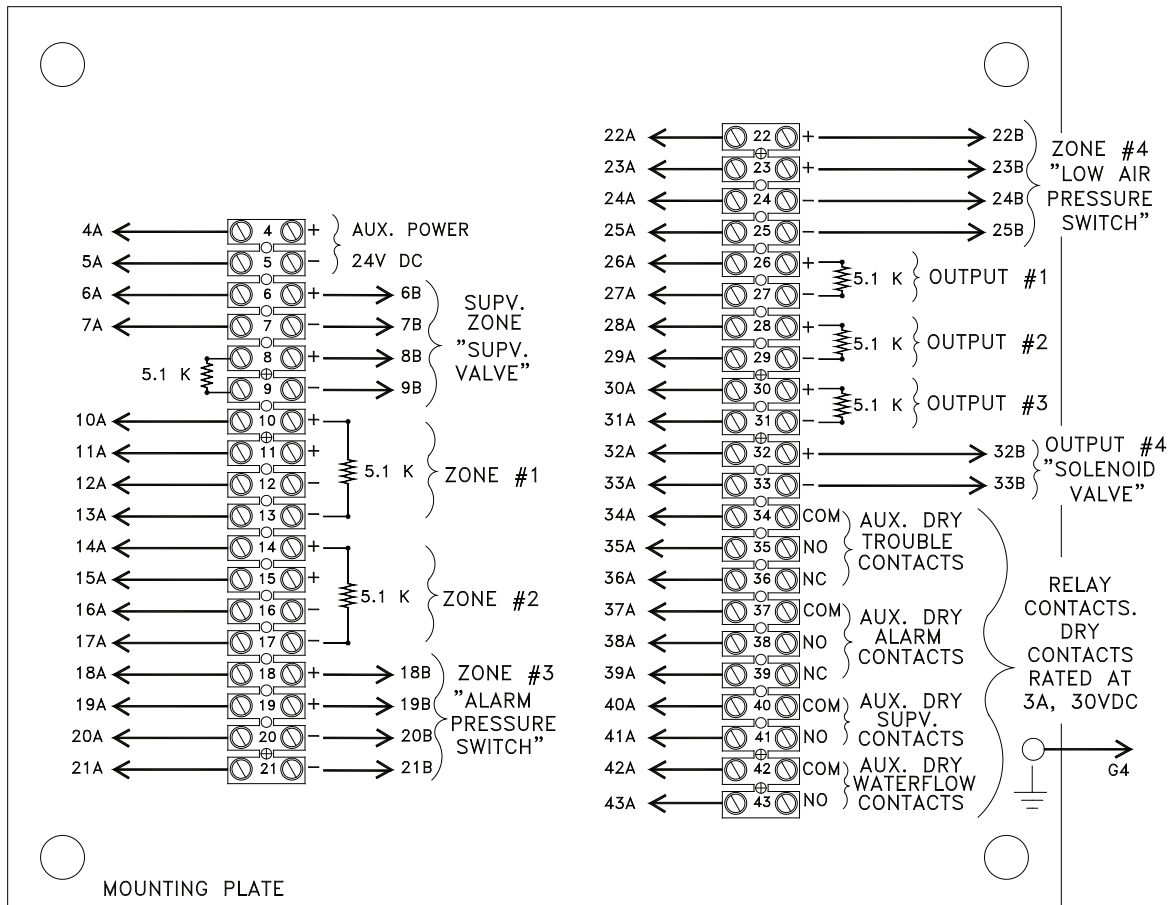 4A 4 + AUX. POWER
5A 5 - 24V DC
6A 6 + 6B SUPV.
7A 7 - 7B ZONE
8 + 8B "SUPV.
5.1 K
9 - 9B VALVE"
10A 10 +
11A 11 +
5.1 K ZONE #1
12A 12 -
13A 13 -
14A 14 +
15A 15 +
5.1 K ZONE #2
16A 16 -
17A 17 -
18A 18 + 18B ZONE #3
19A 19 + 19B "ALARM
20A 20 - 20B PRESSURE
SWITCH"
21A 21 - 21B
22A 22 + 22B ZONE #4
23A 23 + 23B "LOW AIR
24A 24 - 24B PRESSURE
25A 25 - 25B SWITCH"
26A 26 +
5.1 K OUTPUT #1
27A 27 -
28A 28 +
5.1 K OUTPUT #2
29A 29 -
30A 30 +
5.1 K OUTPUT #3
31A 31 -
32A 32 + 32B OUTPUT #4
"SOLENOID
33A 33 - 33B VALVE"
34A 34 COM AUX. DRY
35A 35 NO TROUBLE
36A 36 NC CONTACTS
37A 37 COM AUX. DRY
38A 38 NO ALARM
CONTACTS
39A 39 NC
40A 40 COM AUX. DRY
SUPV.
41A 41 NO CONTACTS
42A 42 COM AUX. DRY
WATERFLOW
43A 43 NO CONTACTS
RELAY
CONTACTS.
DRY
CONTACTS
RATED AT
3A, 30VDC
G4
MOUNTING PLATE